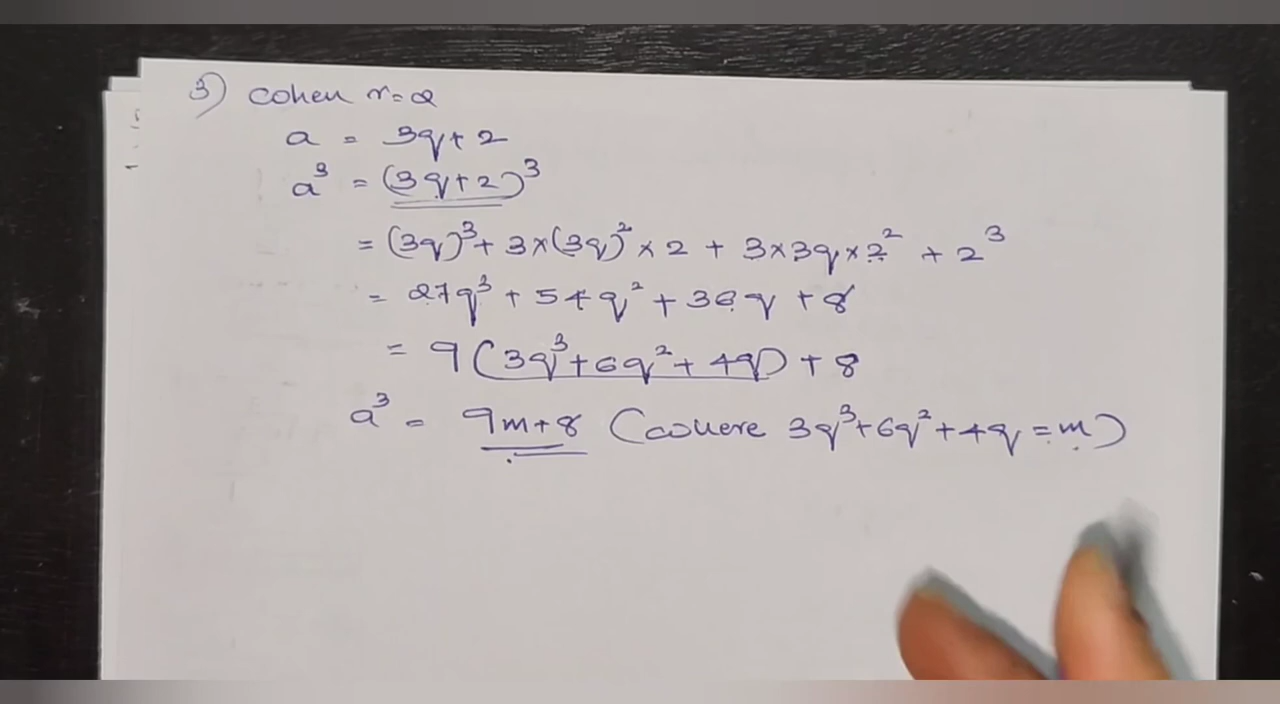 3) when r=2
a = 3q+2
a³ = (3q+2)³
= (3q)³+ 3×(3q)²×2 + 3×3q×2² + 2³
= 27q³ + 54q² + 36q + 8
= 9(3q³+6q²+4q) + 8
a³ = 9m+8 (where 3q³+6q²+4q=m)